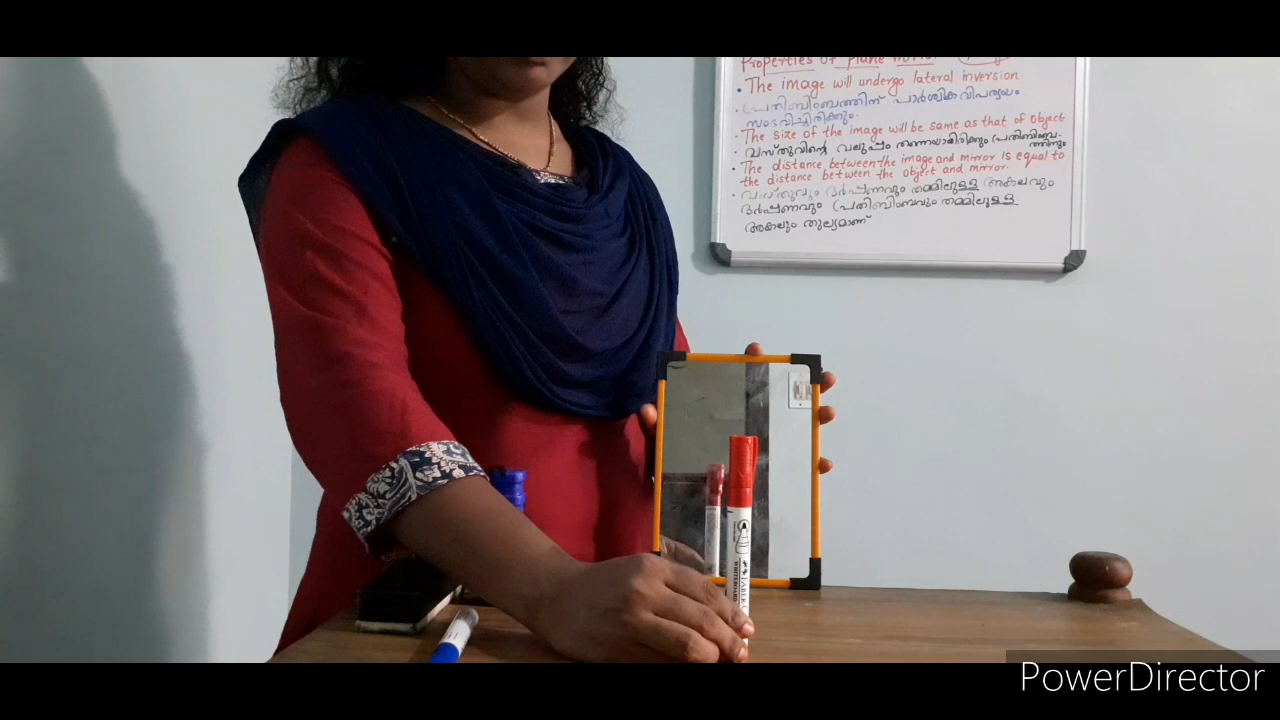 Properties of plane
• The image will undergo lateral inversion.
• പ്രതിബിംബത്തിന് പാർശ്വിക വിപര്യയം
സംഭവിച്ചിരിക്കും.
• The size of the image will be same as that of object
• വസ്തുവിന്റെ വലുപ്പം തന്നെയായിരിക്കും പ്രതിബിംബ-
ത്തിനും
• The distance between the image and mirror is equal to
the distance between the object and mirror.
• വസ്തുവും ദർപ്പണവും തമ്മിലുള്ള അകലവും
ദർപ്പണവും പ്രതിബിംബവും തമ്മിലുള്ള
അകലും തുല്യമാണ്
WHITEBOARD
PowerDirector